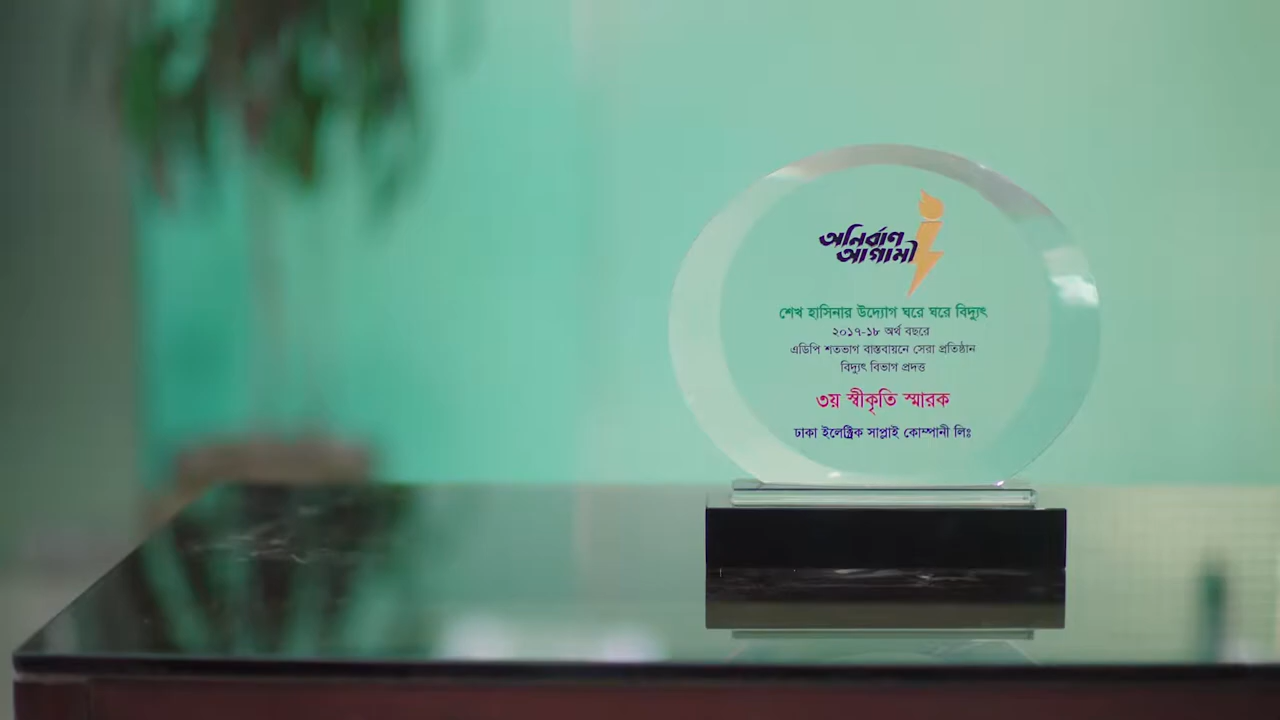 অনির্বাণ
আগামী
শেখ হাসিনার উদ্যোগ ঘরে ঘরে বিদ্যুৎ
২০১৭-১৮ অর্থ বছরে
এডিপি শতভাগ বাস্তবায়নে সেরা প্রতিষ্ঠান
বিদ্যুৎ বিভাগ প্রদত্ত
৩য় স্বীকৃতি স্মারক
ঢাকা ইলেক্ট্রিক সাপ্লাই কোম্পানী লিঃ